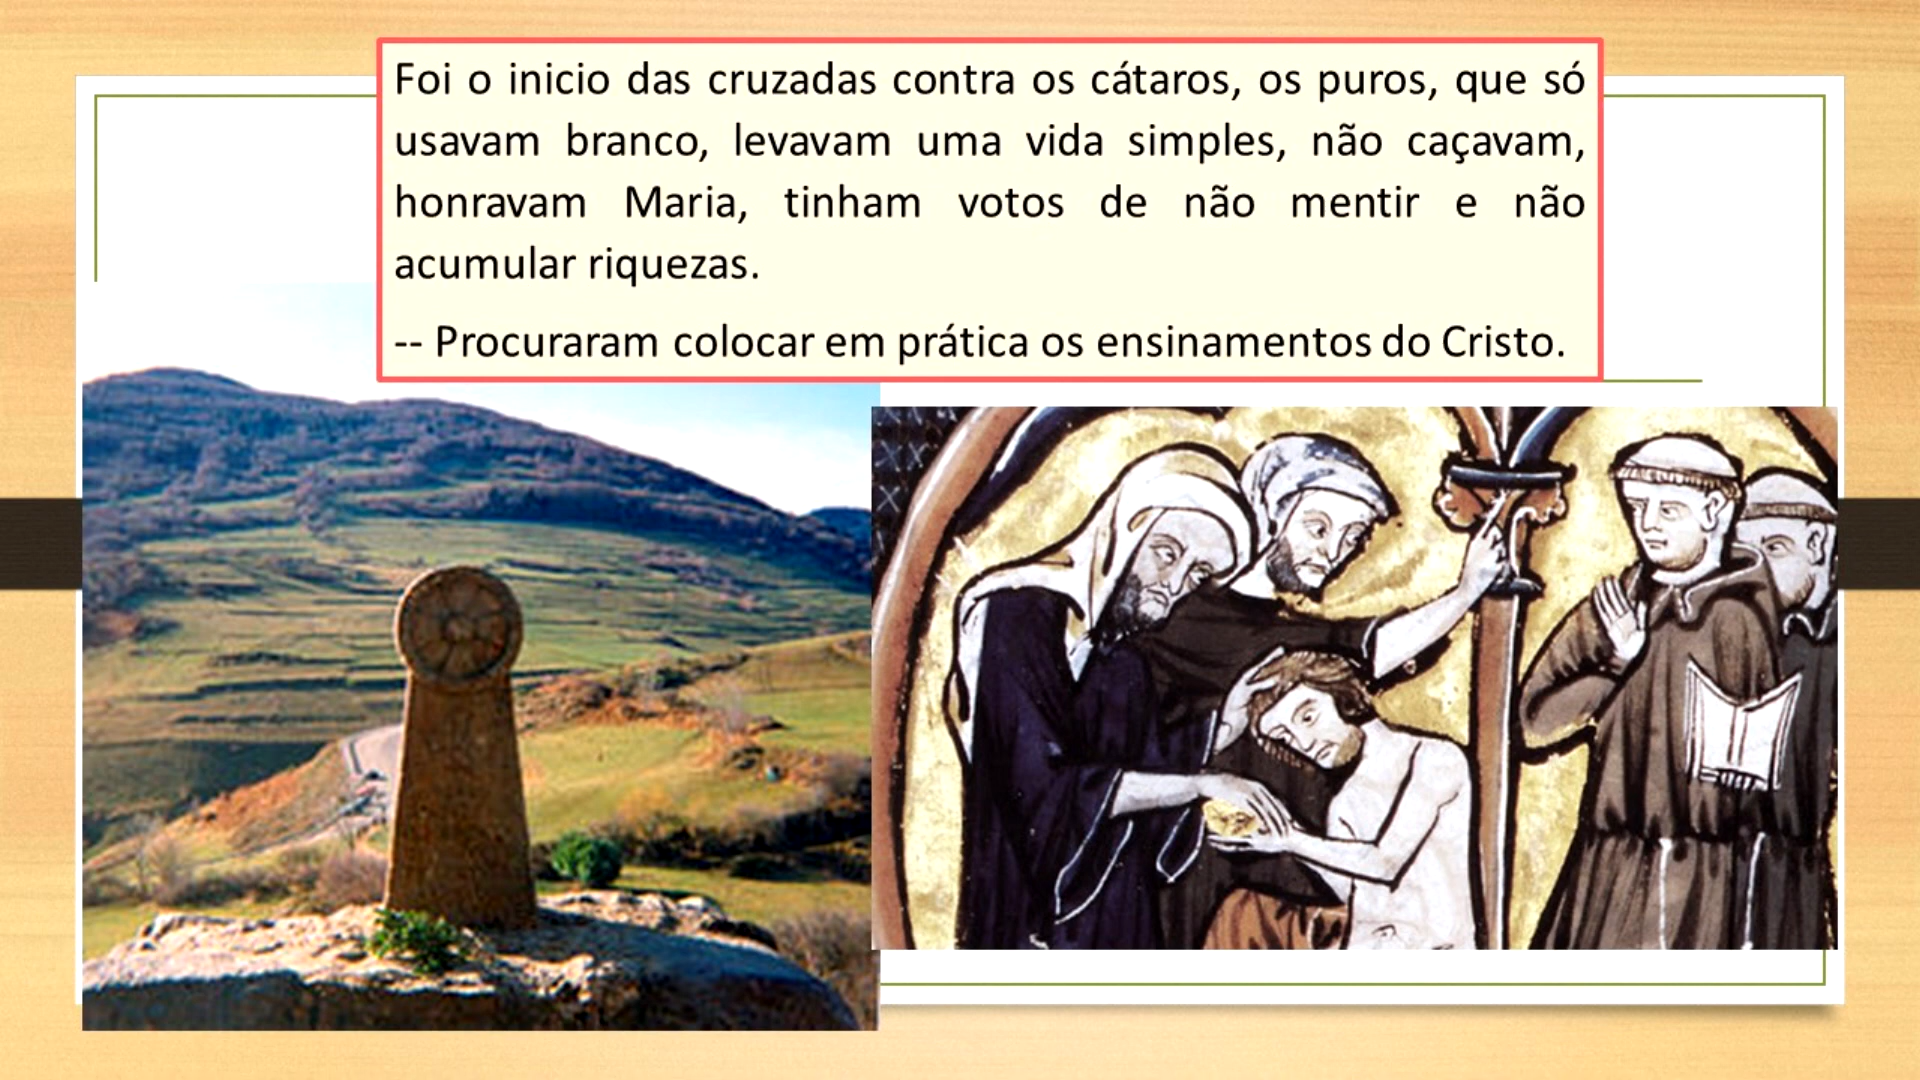 Foi o inicio das cruzadas contra os cátaros, os puros, que só
usavam branco, levavam uma vida simples, não caçavam,
honravam Maria, tinham votos de não mentir e não
acumular riquezas.
-- Procuraram colocar em prática os ensinamentos do Cristo.